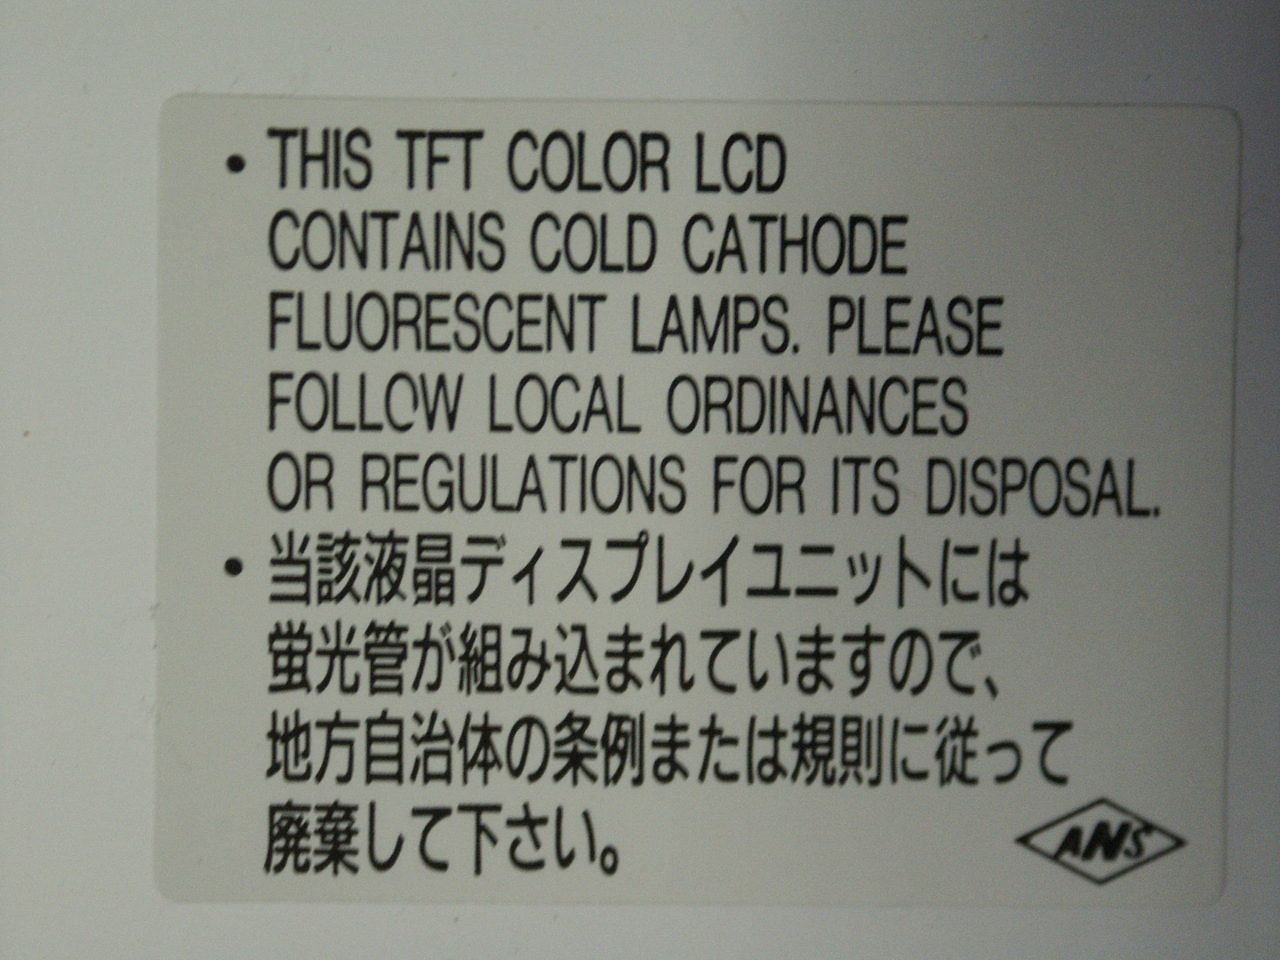 • THIS TFT COLOR LCD
CONTAINS COLD CATHODE
FLUORESCENT LAMPS. PLEASE
FOLLOW LOCAL ORDINANCES
OR REGULATIONS FOR ITS DISPOSAL.
• 当該液晶ディスプレイユニットには
蛍光管が組み込まれていますので、
地方自治体の条例または規則に従って
廃棄して下さい。
ANS